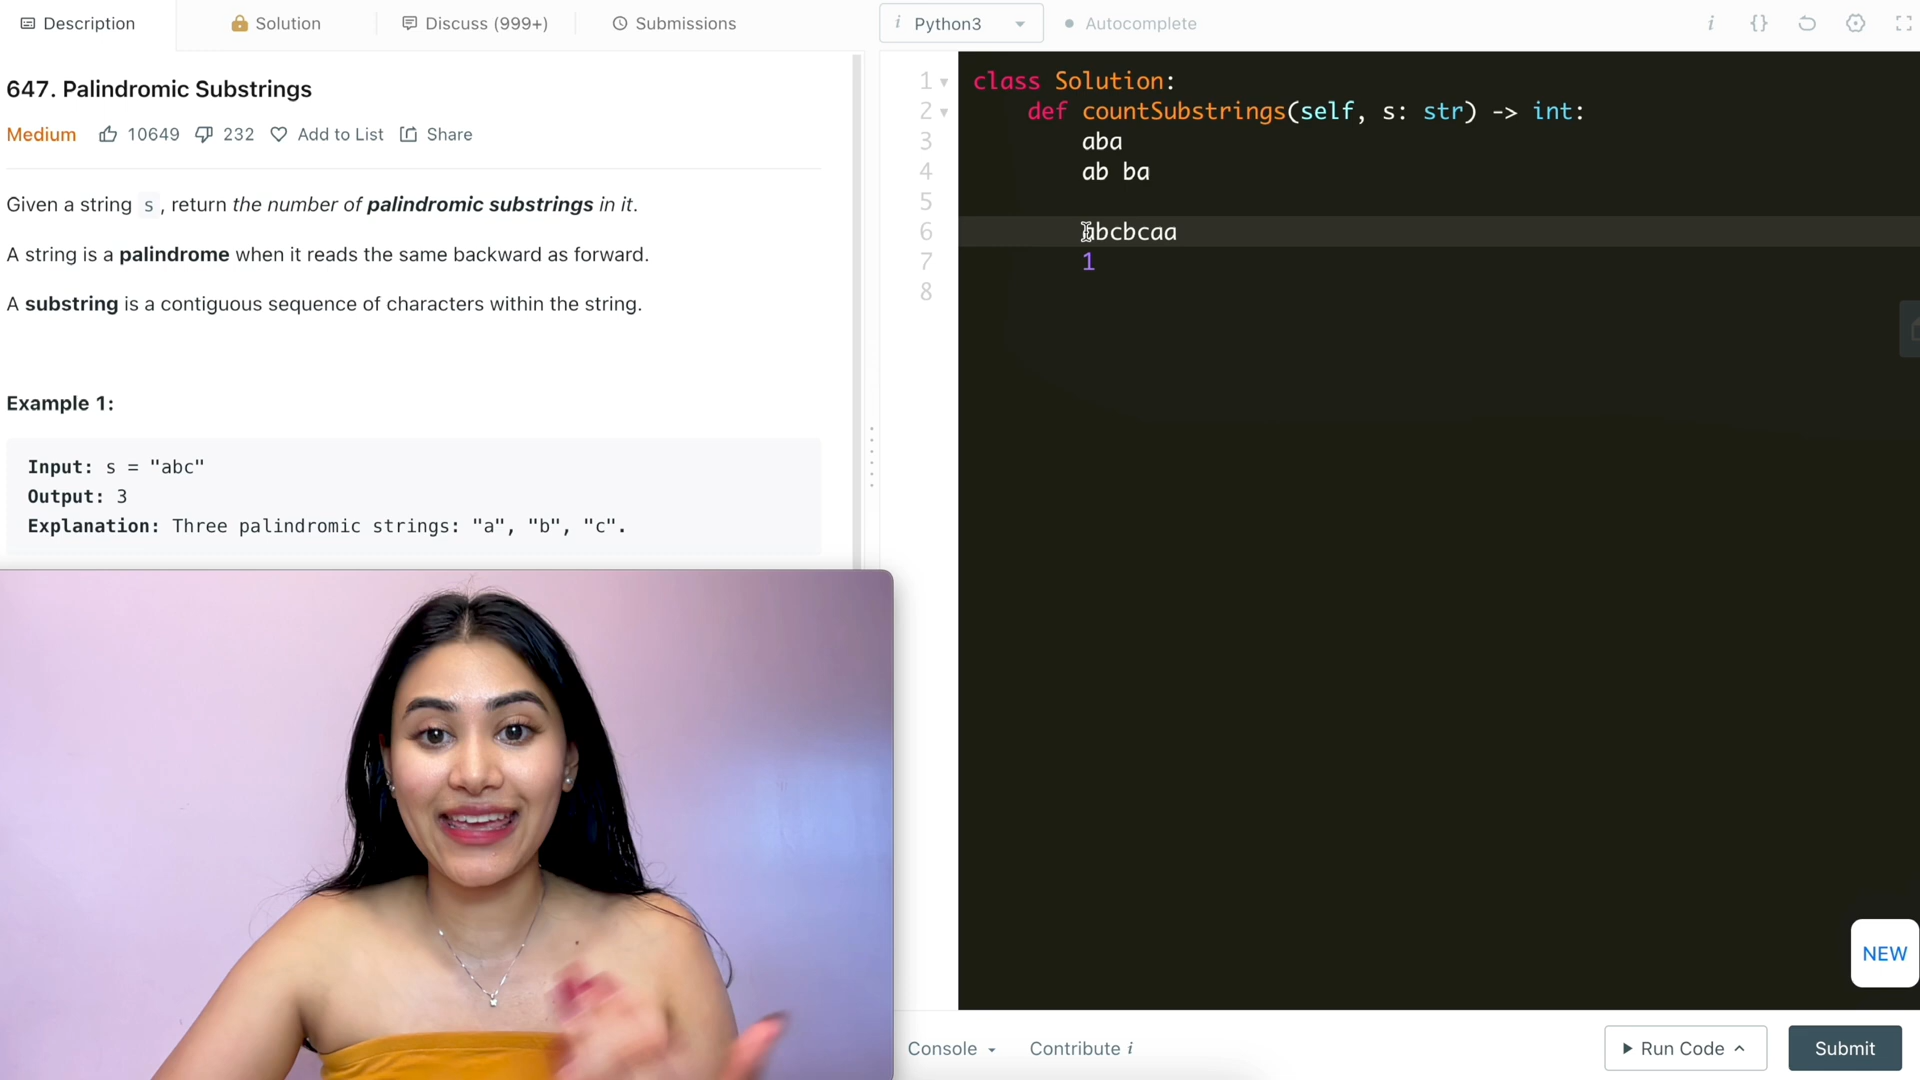 Description
Solution
Discuss (999+)
Submissions
i Python3
Autocomplete
i {}
647. Palindromic Substrings
Medium 10649 232 Add to List Share
Given a string s, return the number of palindromic substrings in it.
A string is a palindrome when it reads the same backward as forward.
A substring is a contiguous sequence of characters within the string.
Example 1:
Input: s = "abc"
Output: 3
Explanation: Three palindromic strings: "a", "b", "c".
1 class Solution:
2 def countSubstrings(self, s: str) -> int:
3 aba
4 ab ba
5
6 abcbcaa
7 1
8
NEW
Console
Contribute i
Run Code
Submit